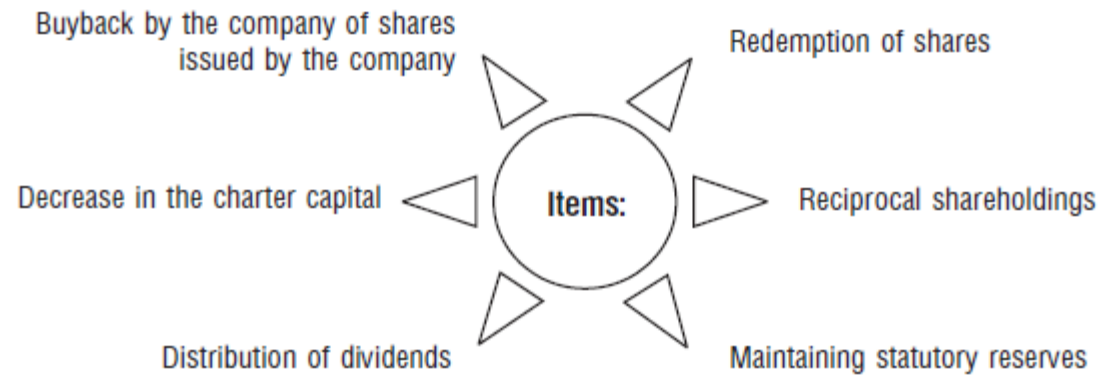 Buyback by the company of shares
issued by the company
Redemption of shares
Decrease in the charter capital
Items:
Reciprocal shareholdings
Distribution of dividends
Maintaining statutory reserves